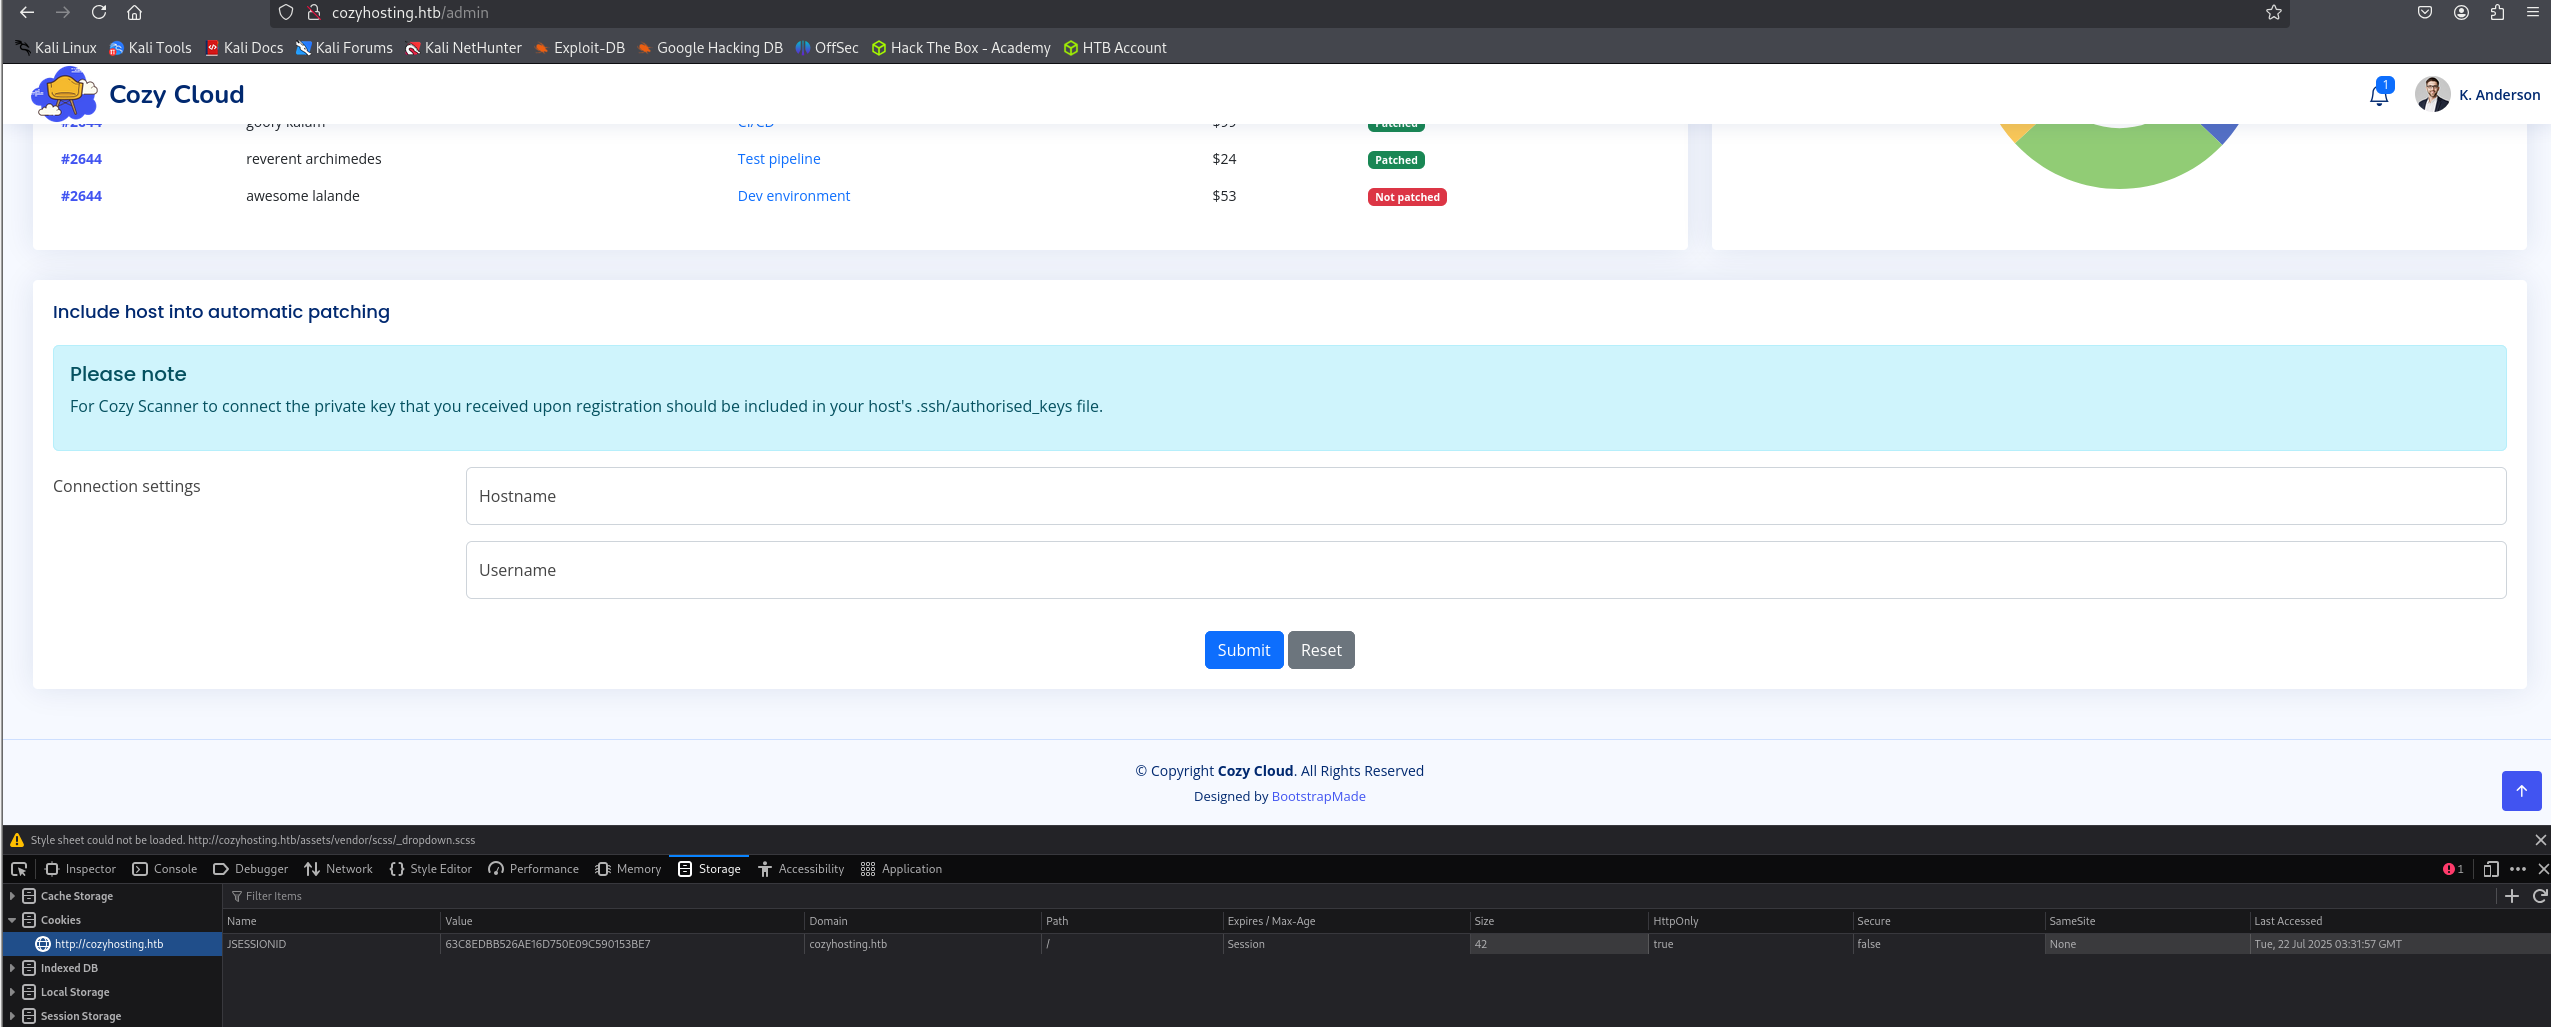 cozyhosting.htb/admin
Kali Linux Kali Tools Kali Docs Kali Forums Kali NetHunter Exploit-DB Google Hacking DB OffSec Hack The Box - Academy HTB Account
Cozy Cloud 1 K. Anderson
#2644 goofy kalam CI/CD $99 Patched
#2644 reverent archimedes Test pipeline $24 Patched
#2644 awesome lalande Dev environment $53 Not patched
Include host into automatic patching
Please note
For Cozy Scanner to connect the private key that you received upon registration should be included in your host's .ssh/authorised_keys file.
Connection settings Hostname
Username
Submit Reset
© Copyright Cozy Cloud. All Rights Reserved
Designed by BootstrapMade
Style sheet could not be loaded. http://cozyhosting.htb/assets/vendor/scss/_dropdown.scss
Inspector Console Debugger Network Style Editor Performance Memory Storage Accessibility Application 1
Cache Storage Filter Items
Cookies Name Value Domain Path Expires / Max-Age Size HttpOnly Secure SameSite Last Accessed
http://cozyhosting.htb JSESSIONID 63C8EDBB526AE16D750E09C590153BE7 cozyhosting.htb / Session 42 true false None Tue, 22 Jul 2025 03:31:57 GMT
Indexed DB
Local Storage
Session Storage